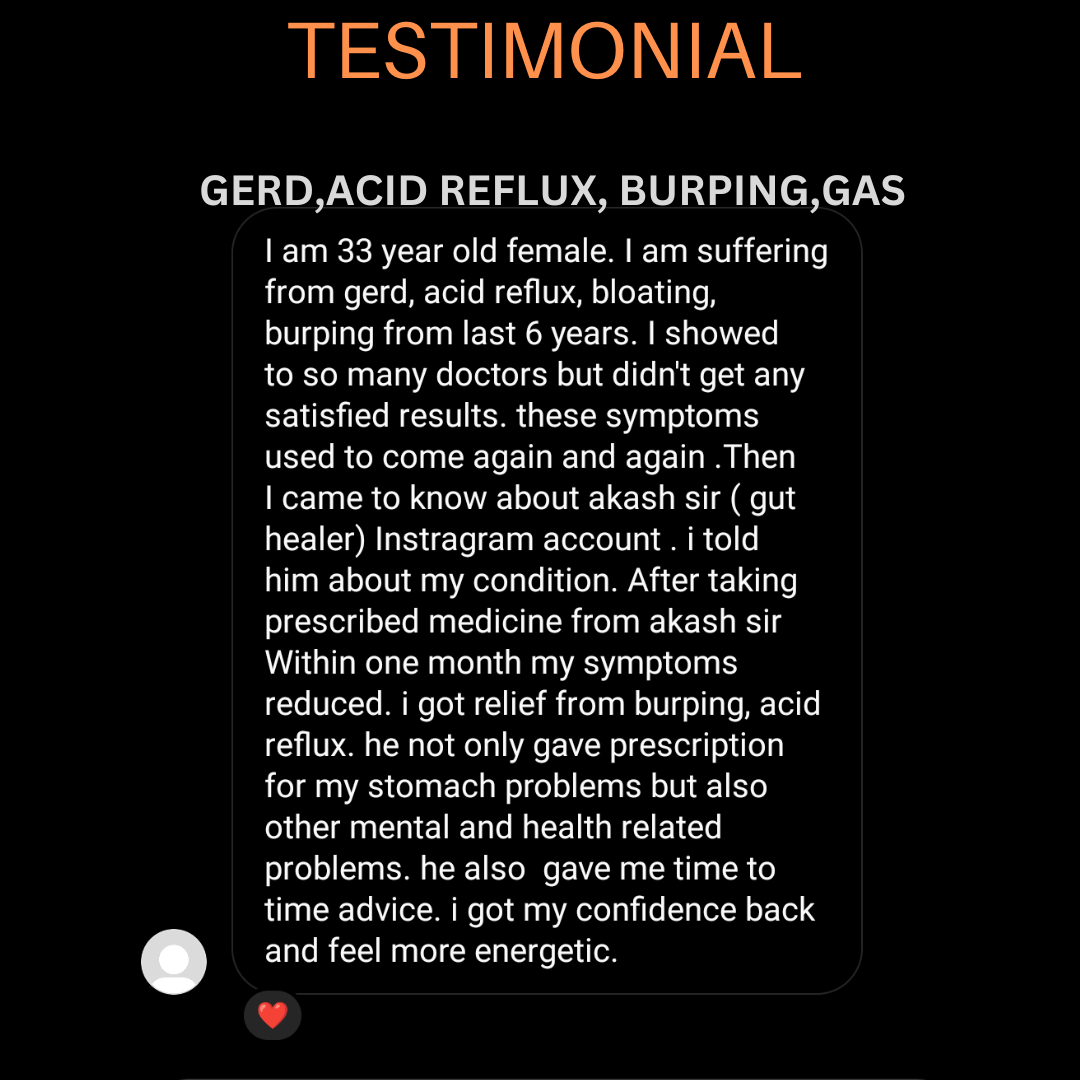 TESTIMONIAL
GERD,ACID REFLUX, BURPING,GAS
I am 33 year old female. I am suffering
from gerd, acid reflux, bloating,
burping from last 6 years. I showed
to so many doctors but didn't get any
satisfied results. these symptoms
used to come again and again .Then
I came to know about akash sir ( gut
healer) Instragram account . i told
him about my condition. After taking
prescribed medicine from akash sir
Within one month my symptoms
reduced. i got relief from burping, acid
reflux. he not only gave prescription
for my stomach problems but also
other mental and health related
problems. he also  gave me time to
time advice. i got my confidence back
and feel more energetic.